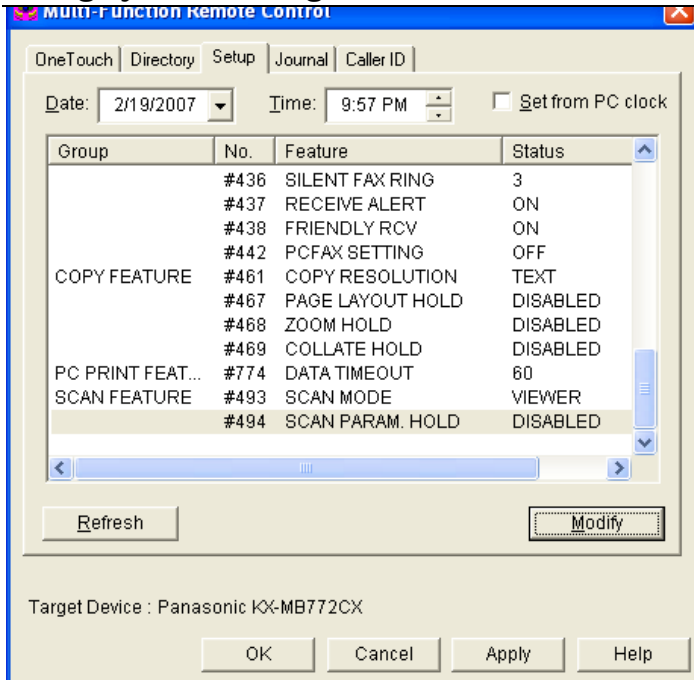 Multi-Function Remote Control
OneTouch Directory Setup Journal Caller ID
Date: 2/19/2007 Time: 9:57 PM Set from PC clock
Group No. Feature Status
#436 SILENT FAX RING 3
#437 RECEIVE ALERT ON
#438 FRIENDLY RCV ON
#442 PCFAX SETTING OFF
COPY FEATURE #461 COPY RESOLUTION TEXT
#467 PAGE LAYOUT HOLD DISABLED
#468 ZOOM HOLD DISABLED
#469 COLLATE HOLD DISABLED
PC PRINT FEAT... #774 DATA TIMEOUT 60
SCAN FEATURE #493 SCAN MODE VIEWER
#494 SCAN PARAM. HOLD DISABLED
Refresh Modify
Target Device : Panasonic KX-MB772CX
OK Cancel Apply Help